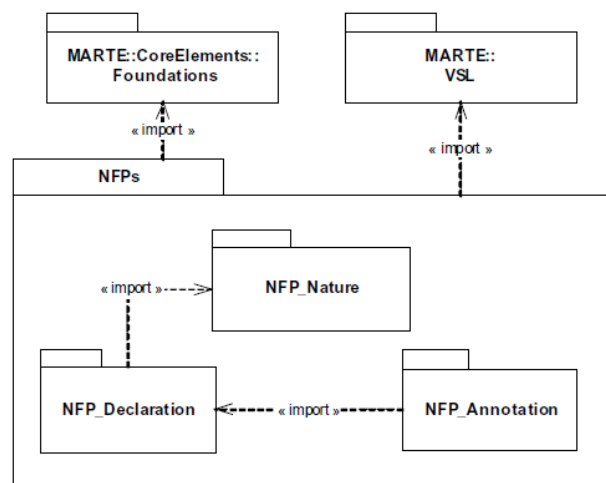 MARTE::CoreElements::
Foundations
MARTE::
VSL
« import »
« import »
NFPs
NFP_Nature
« import »
NFP_Declaration
« import »
NFP_Annotation